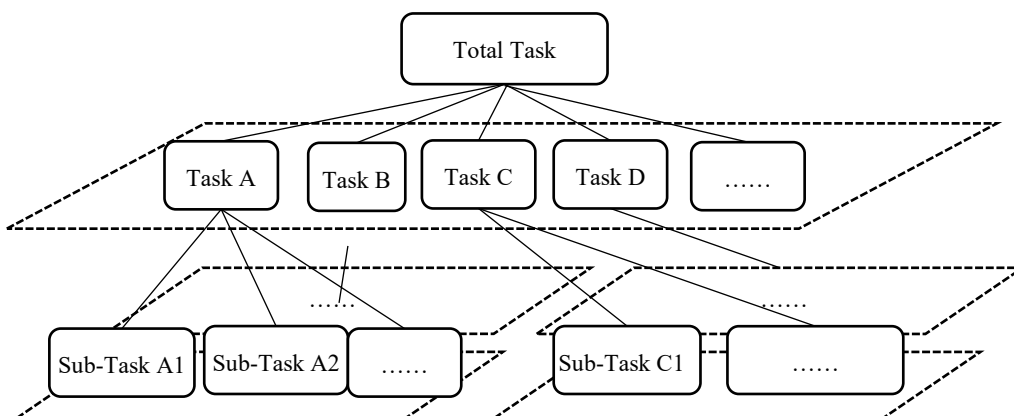 Total Task
Task A
Task B
Task C
Task D
……
……
……
Sub-Task A1
Sub-Task A2
……
Sub-Task C1
……